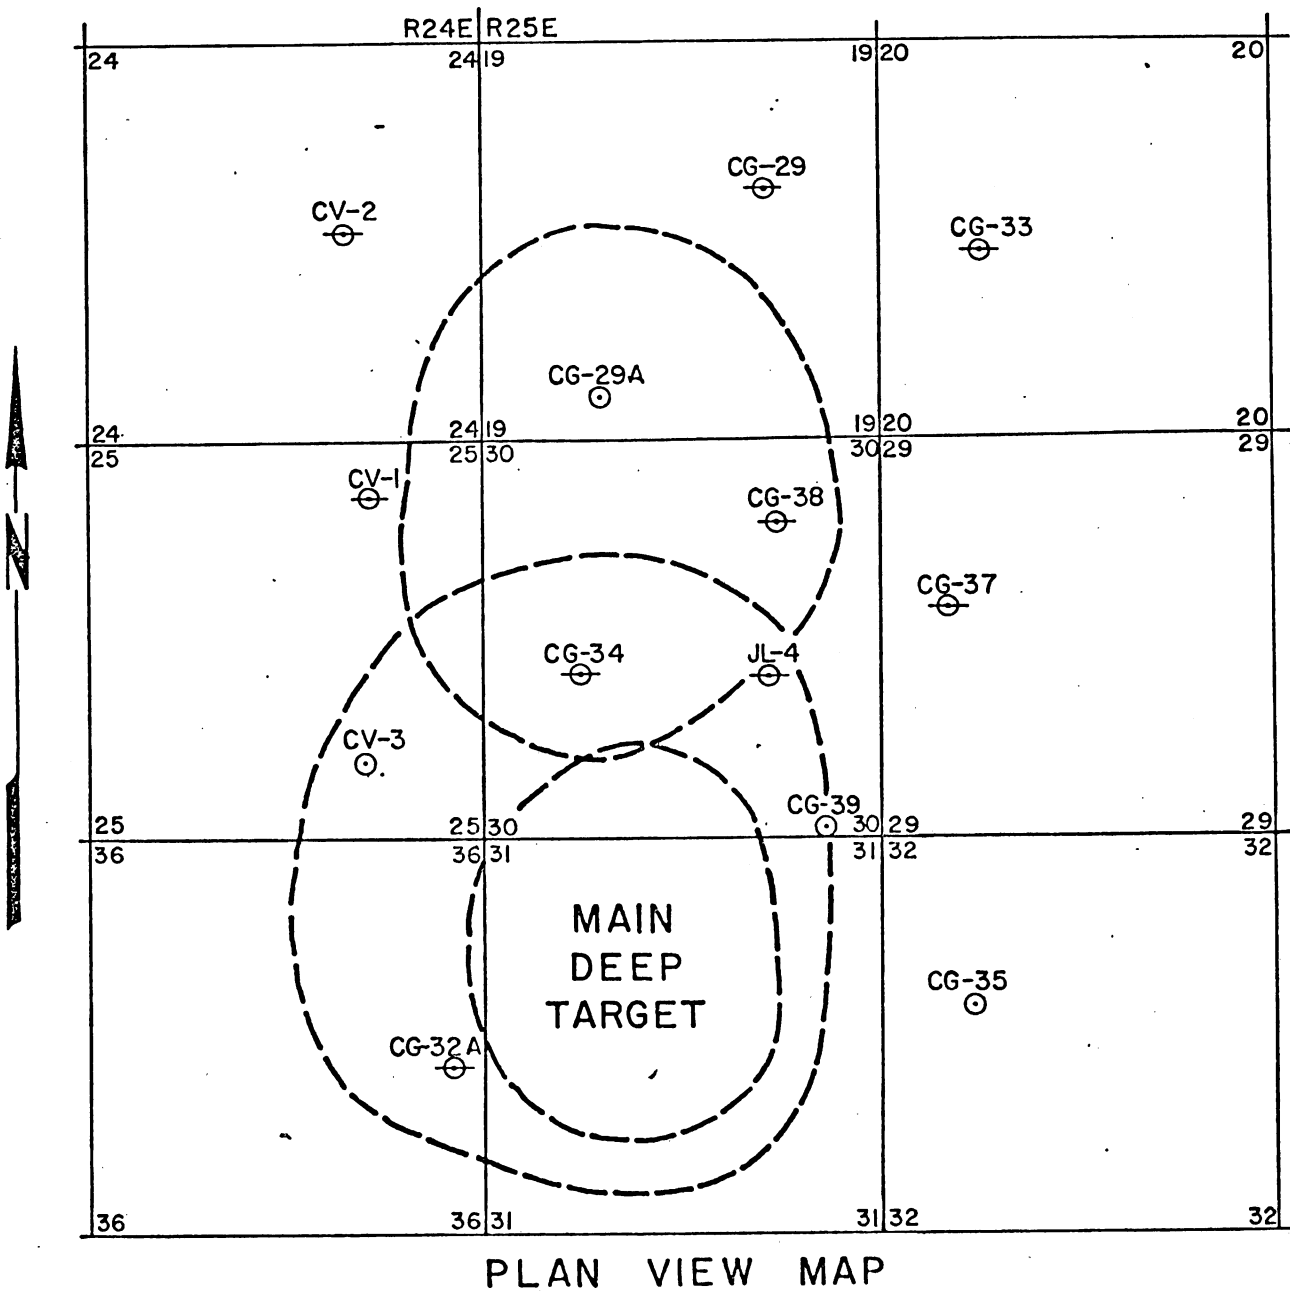 R24E R25E
24 24 19 19 20 20
CG-29
CV-2
CG-33
CG-29A
24 24 19 19 20 20
25 25 30 30 29 29
CV-1
CG-38
CG-37
CG-34
JL-4
CV-3
CG-39
25 25 30 30 29 29
36 36 31 31 32 32
MAIN
DEEP
TARGET
CG-35
CG-32A
36 36 31 31 32 32
N
PLAN VIEW MAP